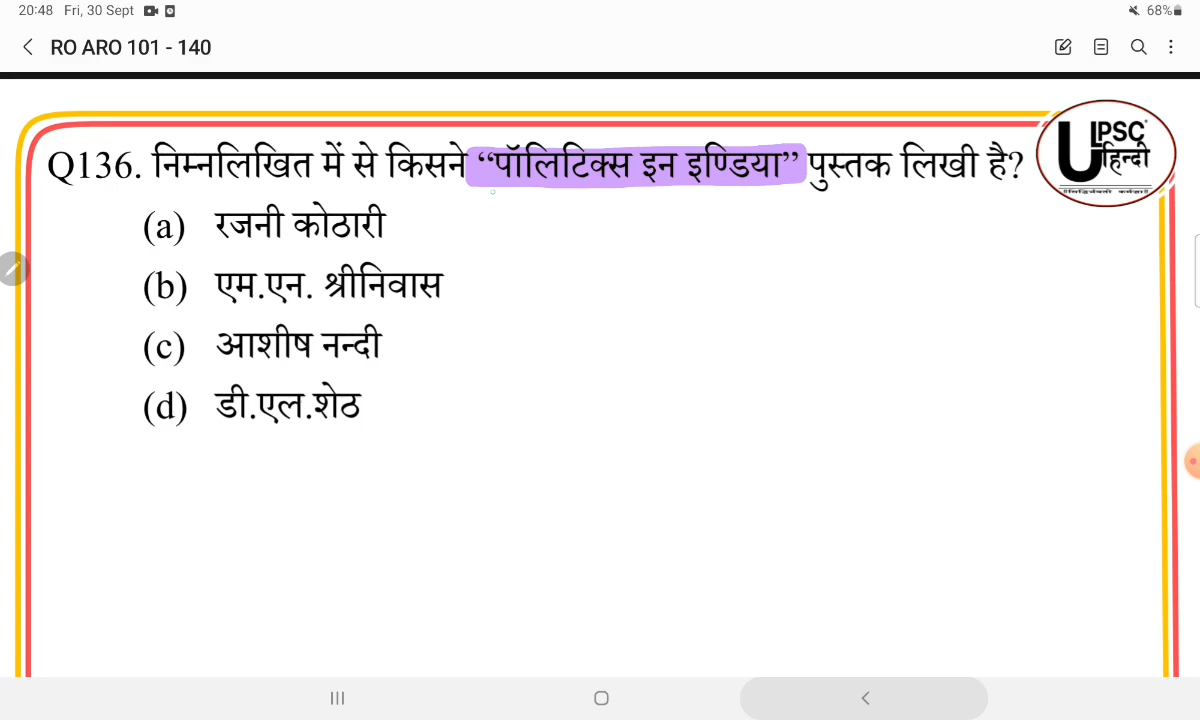 20:48 Fri, 30 Sept
68%
RO ARO 101 - 140
UPSC
हिन्दी
Q136. निम्नलिखित में से किसने “पॉलिटिक्स इन इण्डिया” पुस्तक लिखी है?
(a) रजनी कोठारी
(b) एम.एन. श्रीनिवास
(c) आशीष नन्दी
(d) डी.एल.शेठ